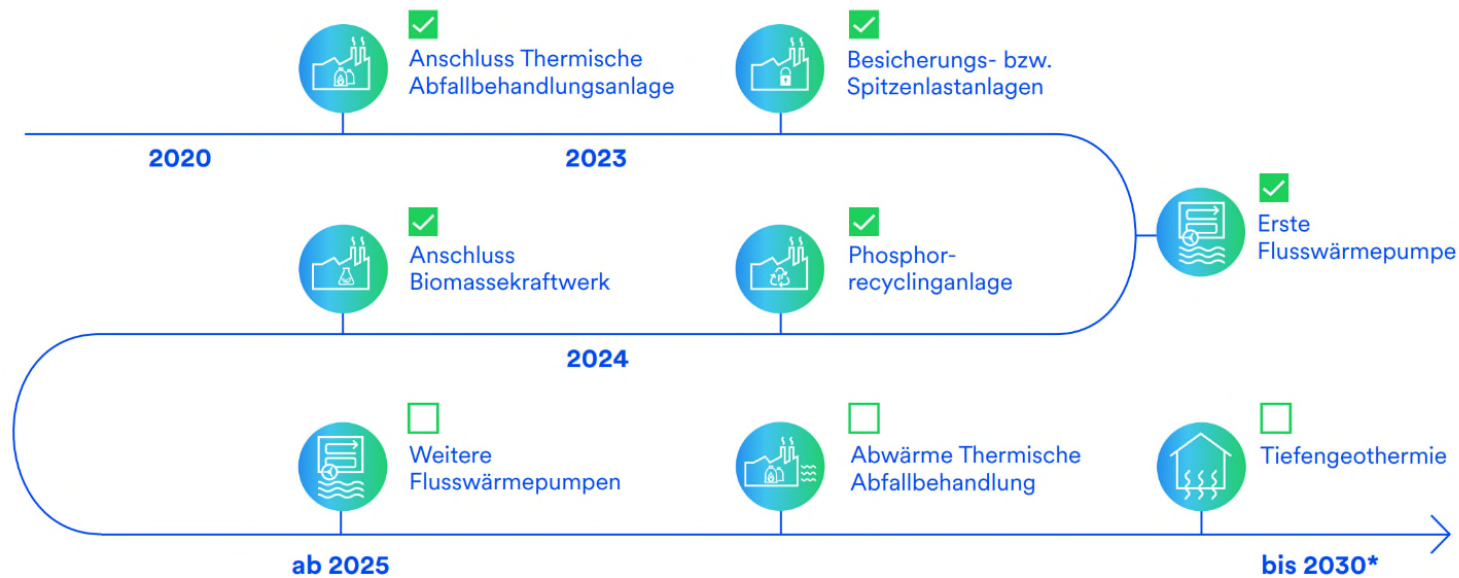 Anschluss Thermische
Abfallbehandlungsanlage
Besicherungs- bzw.
Spitzenlastanlagen
2020
2023
Erste
Flusswärmepumpe
Anschluss
Biomassekraftwerk
Phosphor-
recyclinganlage
2024
Weitere
Flusswärmepumpen
Abwärme Thermische
Abfallbehandlung
Tiefengeothermie
ab 2025
bis 2030*